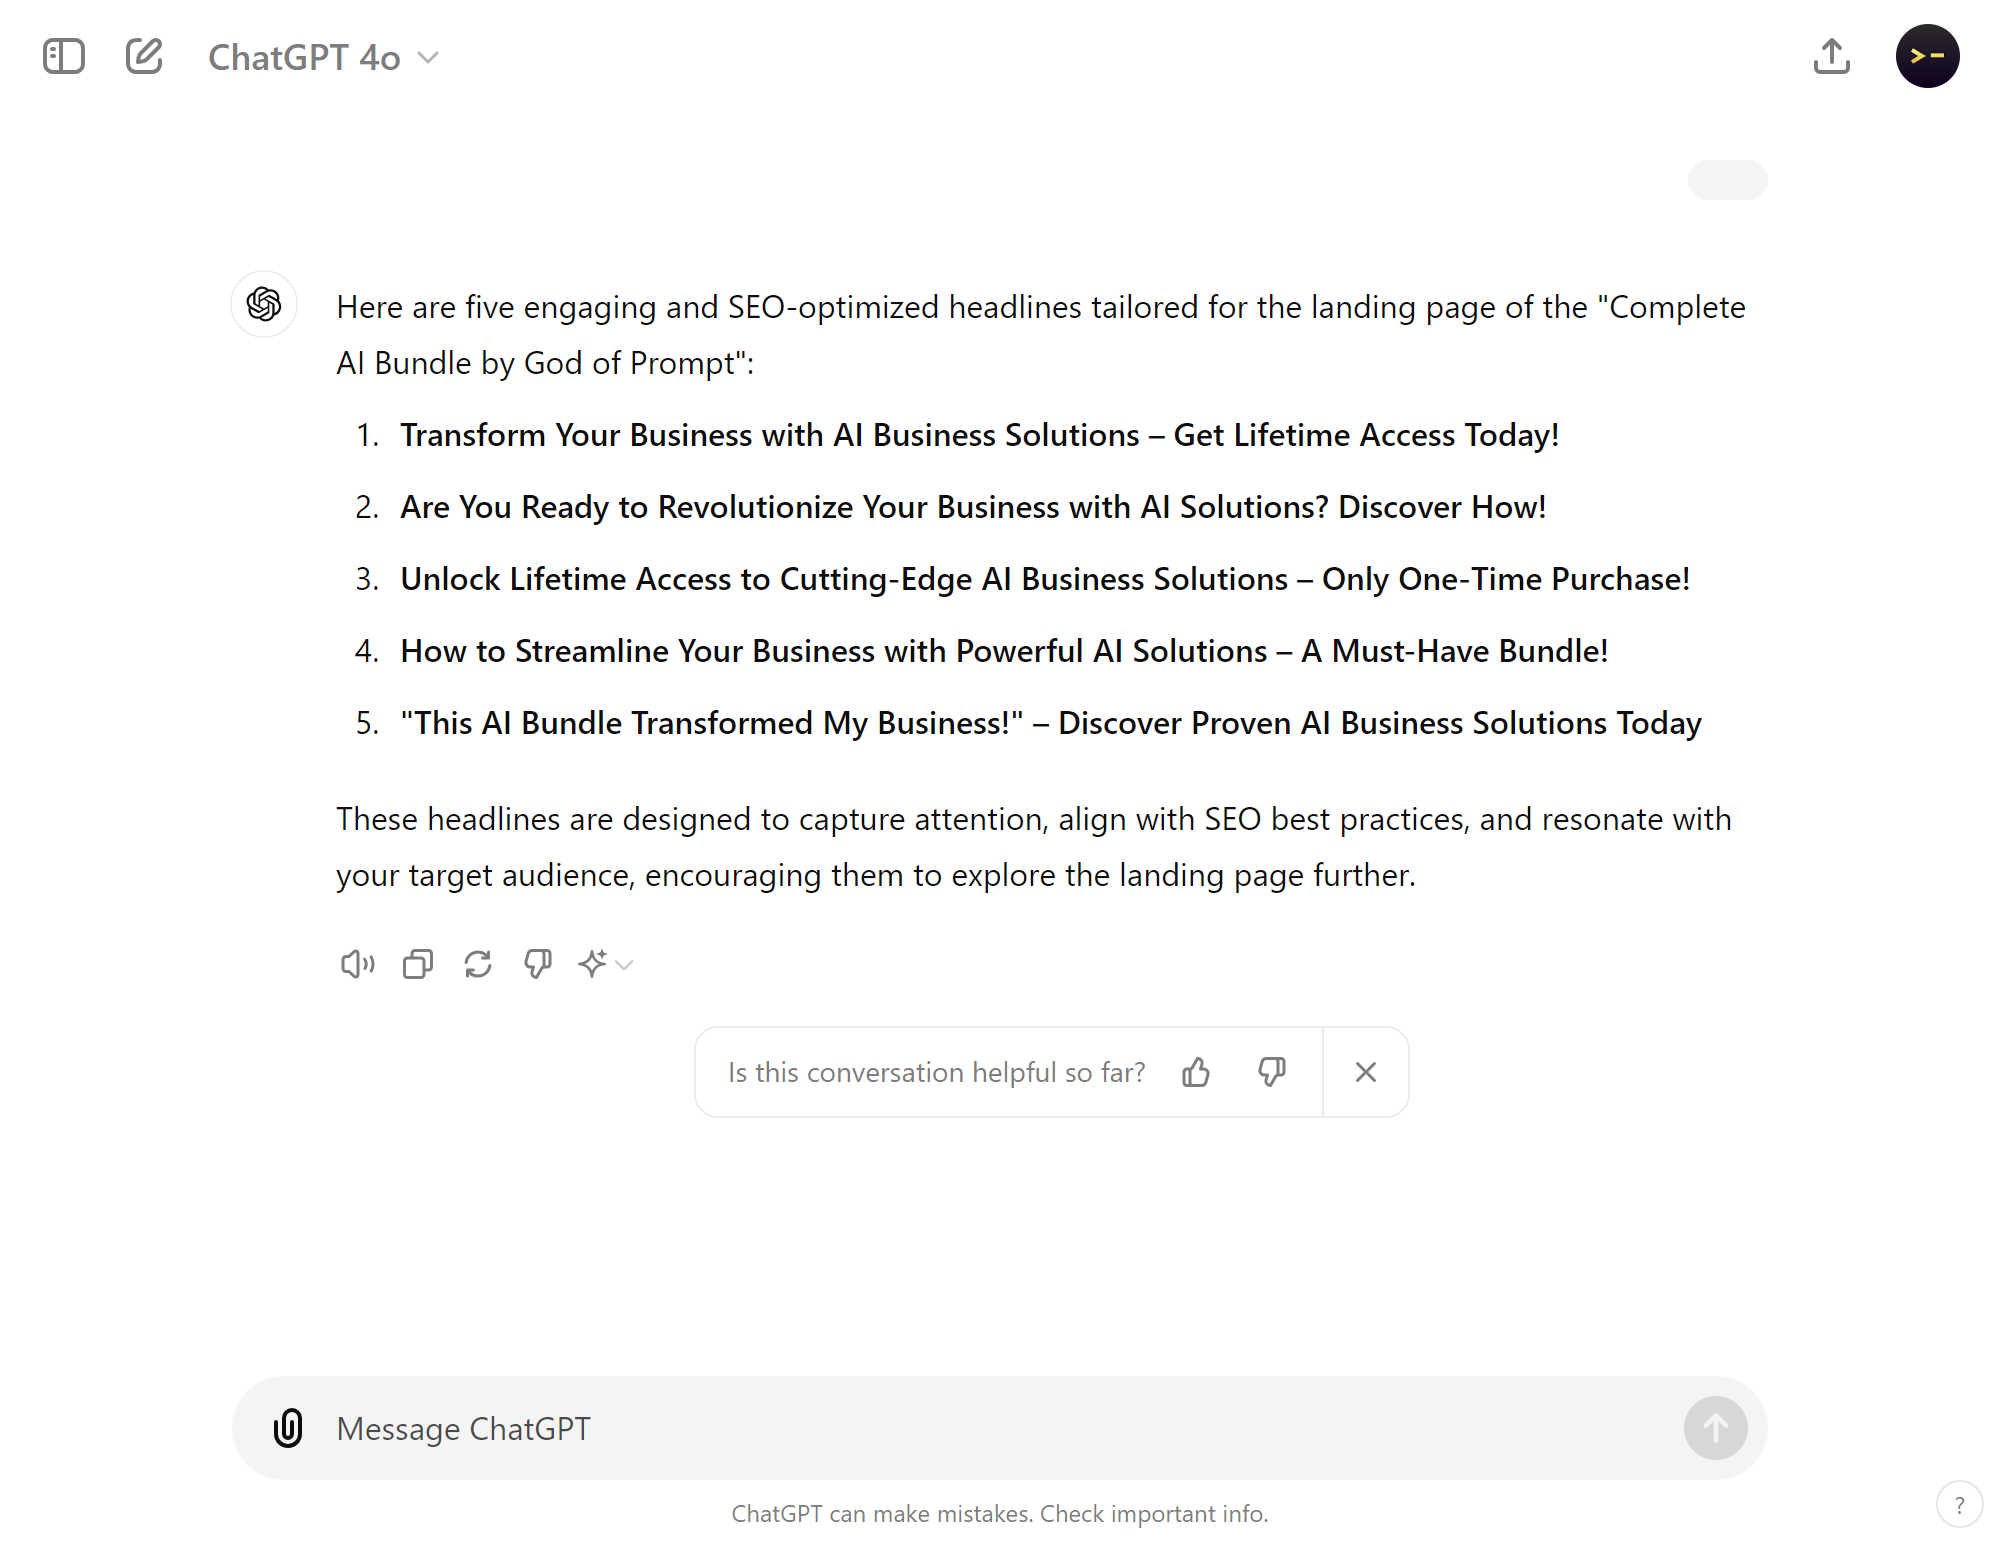 ChatGPT 4o
Here are five engaging and SEO-optimized headlines tailored for the landing page of the "Complete
AI Bundle by God of Prompt":
1. Transform Your Business with AI Business Solutions – Get Lifetime Access Today!
2. Are You Ready to Revolutionize Your Business with AI Solutions? Discover How!
3. Unlock Lifetime Access to Cutting-Edge AI Business Solutions – Only One-Time Purchase!
4. How to Streamline Your Business with Powerful AI Solutions – A Must-Have Bundle!
5. "This AI Bundle Transformed My Business!" – Discover Proven AI Business Solutions Today
These headlines are designed to capture attention, align with SEO best practices, and resonate with
your target audience, encouraging them to explore the landing page further.
Is this conversation helpful so far?
Message ChatGPT
ChatGPT can make mistakes. Check important info.
?